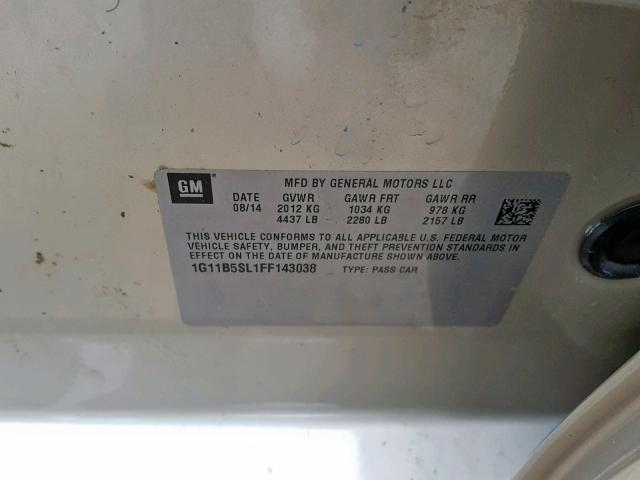 GM
MFD BY GENERAL MOTORS LLC
DATE GVWR GAWR FRT GAWR RR
08/14 2012 KG 1034 KG 978 KG
4437 LB 2280 LB 2157 LB
THIS VEHICLE CONFORMS TO ALL APPLICABLE U.S. FEDERAL MOTOR
VEHICLE SAFETY, BUMPER, AND THEFT PREVENTION STANDARDS IN
EFFECT ON THE DATE OF MANUFACTURE SHOWN ABOVE.
1G11B5SL1FF143038 TYPE: PASS CAR